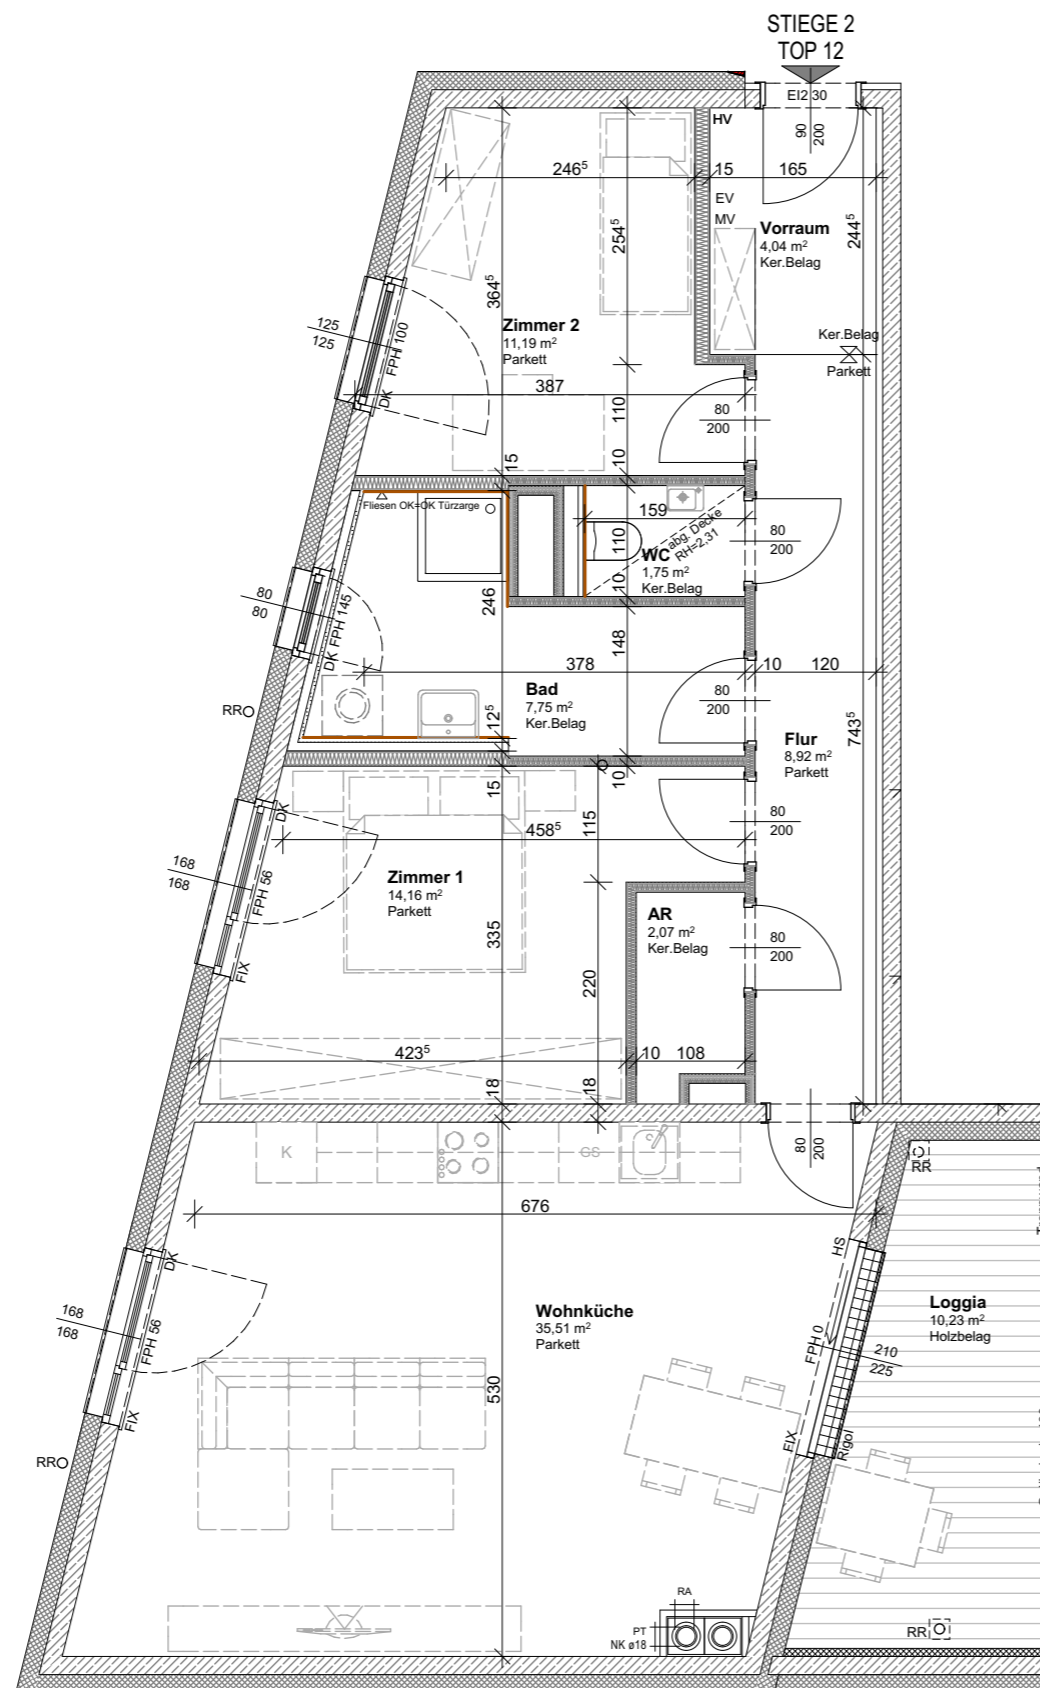 STIEGE 2
TOP 12
EI2 30
90
200
HV
246⁵
15
165
EV
MV
Vorraum
4,04 m²
Ker.Belag
244⁵
254⁵
364⁵
125
125
FPH 100
DK
Zimmer 2
11,19 m²
Parkett
Ker.Belag
Parkett
387
110
80
200
15
10
Fliesen OK=OK Türzarge
159
abg. Decke
RH=2,31
110
WC
1,75 m²
Ker.Belag
80
200
10
80
80
FPH 145
DK
246
148
378
10
120
Bad
7,75 m²
Ker.Belag
80
200
RR
12⁵
Flur
8,92 m²
Parkett
743⁵
15
10
DK
115
458⁵
80
200
168
168
FPH 56
FIX
Zimmer 1
14,16 m²
Parkett
335
AR
2,07 m²
Ker.Belag
80
200
220
423⁵
10
108
18
18
K
GS
80
200
RR
676
DK
HS
168
168
FPH 56
FIX
Wohnküche
35,51 m²
Parkett
FPH 0
210
225
Loggia
10,23 m²
Holzbelag
530
FIX
Rigol
RR
RA
PT
NK ø18
RR